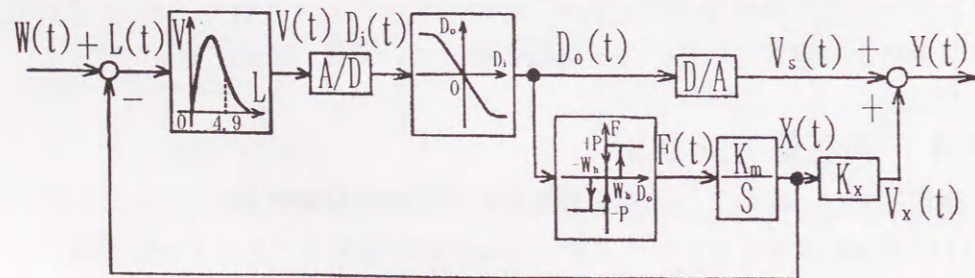 W(t) + L(t)
−
V
L
0
4.9
V(t)
A/D
D_i(t)
D_o
D_i
0
D_o(t)
D/A
V_s(t)
+
+
Y(t)
F
+P
-W_h
W_h
D_o
-P
F(t)
K_m
S
X(t)
K_x
V_x(t)